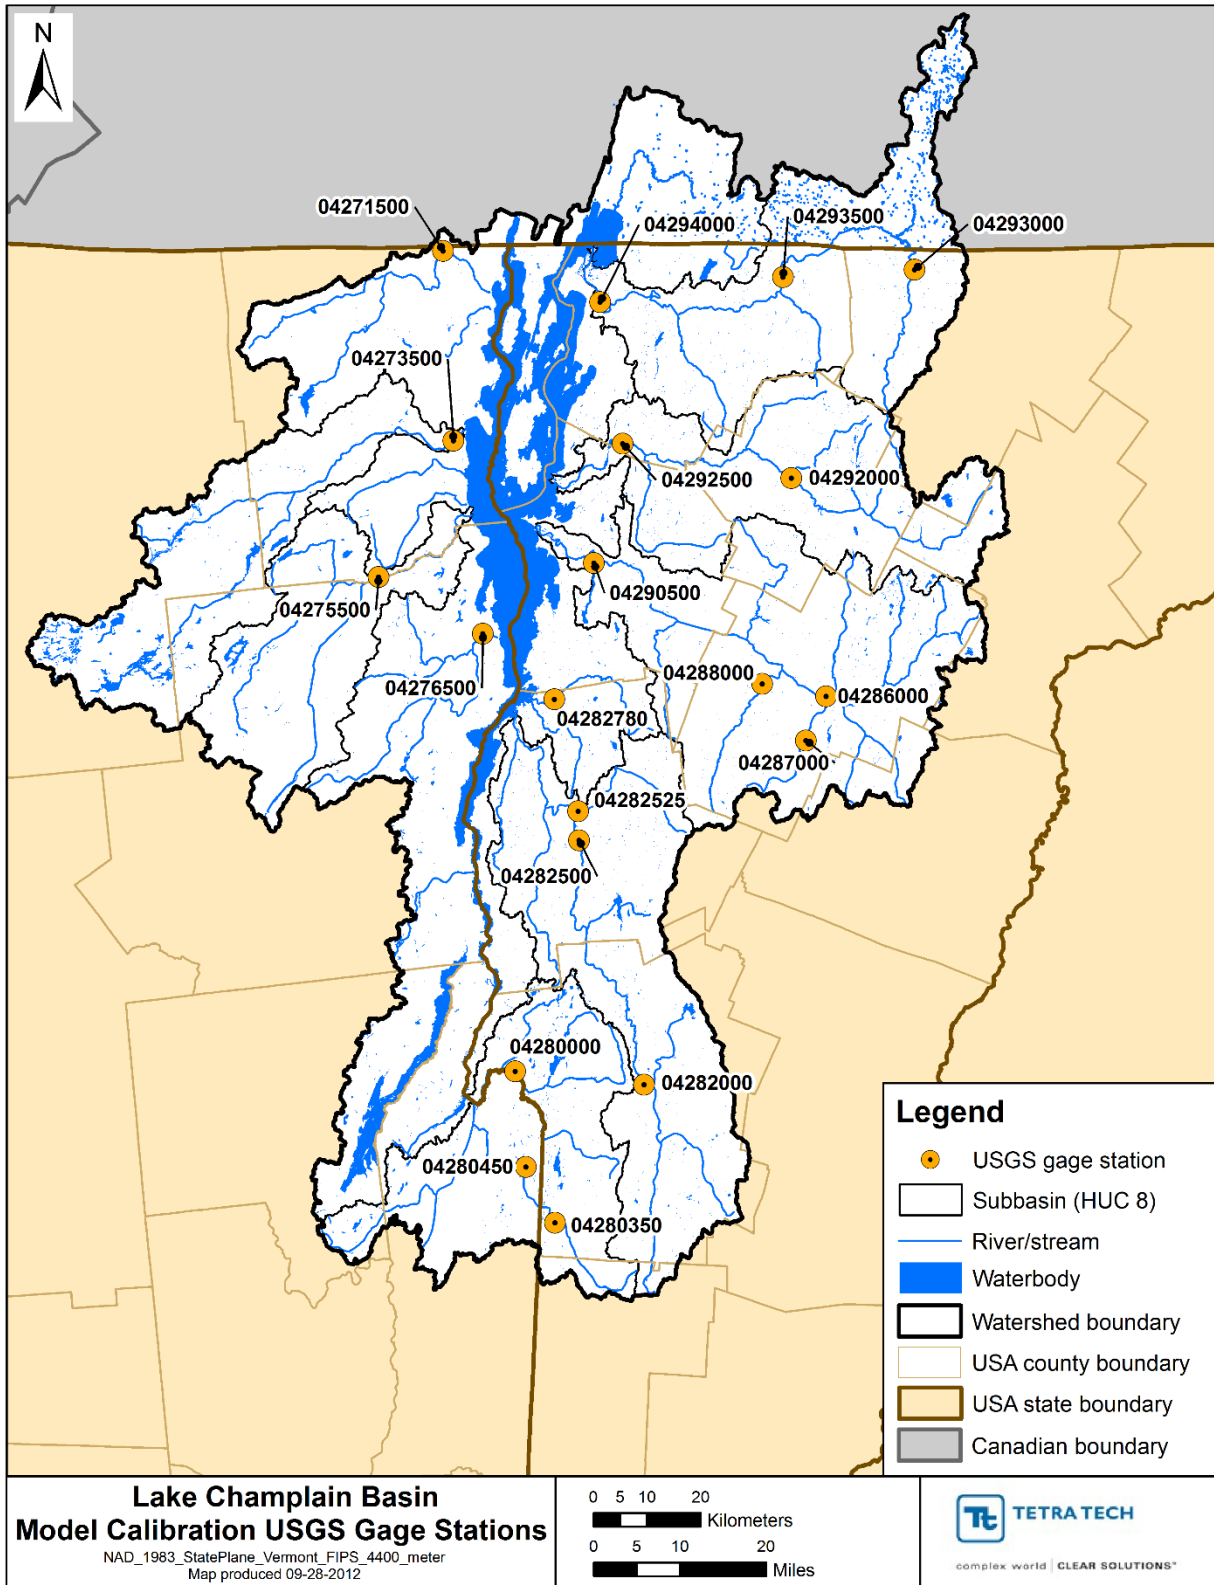 N
04271500
04294000
04293500
04293000
04273500
04292500
04292000
04275500
04290500
04276500
04288000
04286000
04282780
04287000
04282525
04282500
04280000
04282000
04280450
04280350
Legend
USGS gage station
Subbasin (HUC 8)
River/stream
Waterbody
Watershed boundary
USA county boundary
USA state boundary
Canadian boundary
Lake Champlain Basin
Model Calibration USGS Gage Stations
NAD_1983_StatePlane_Vermont_FIPS_4400_meter
Map produced 09-28-2012
0 5 10 20
Kilometers
0 5 10 20
Miles
Tt TETRA TECH
complex world | CLEAR SOLUTIONS™